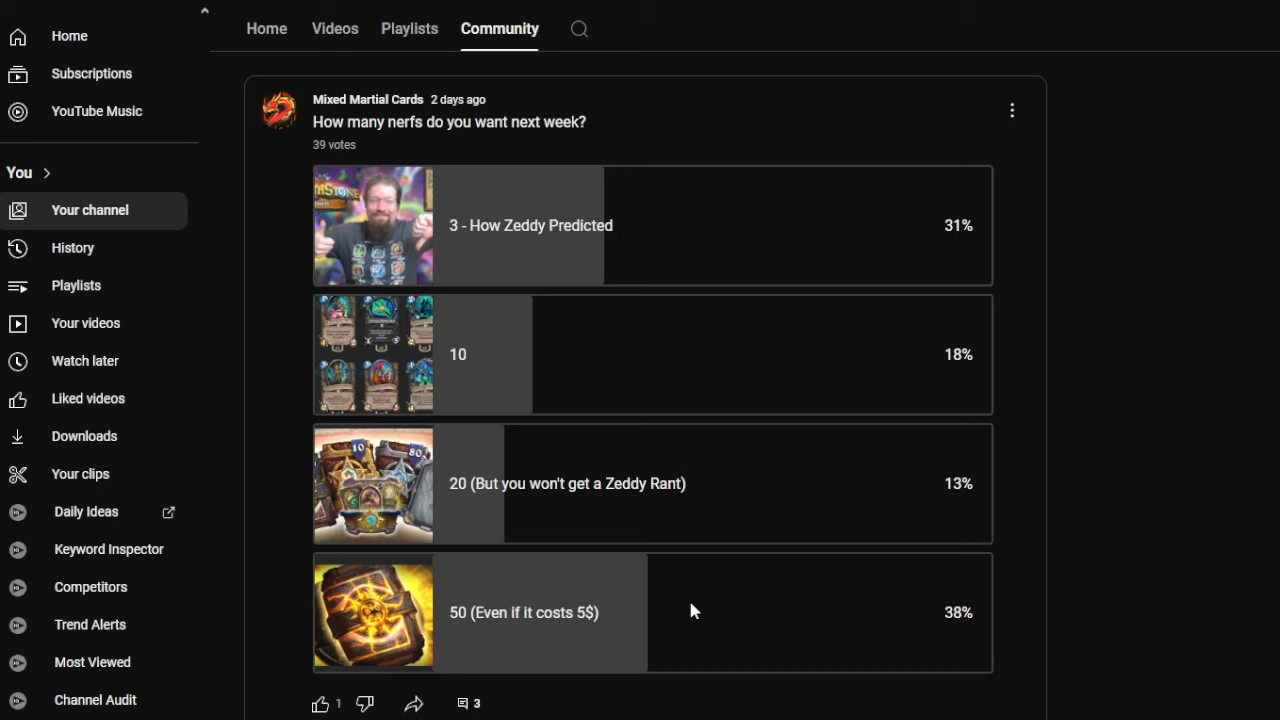 Home
Videos
Playlists
Community
Home
Subscriptions
YouTube Music
You
Your channel
History
Playlists
Your videos
Watch later
Liked videos
Downloads
Your clips
Daily Ideas
Keyword Inspector
Competitors
Trend Alerts
Most Viewed
Channel Audit
Mixed Martial Cards 2 days ago
How many nerfs do you want next week?
39 votes
3 - How Zeddy Predicted
31%
10
18%
10
80
20 (But you won't get a Zeddy Rant)
13%
50 (Even if it costs 5$)
38%
1
3